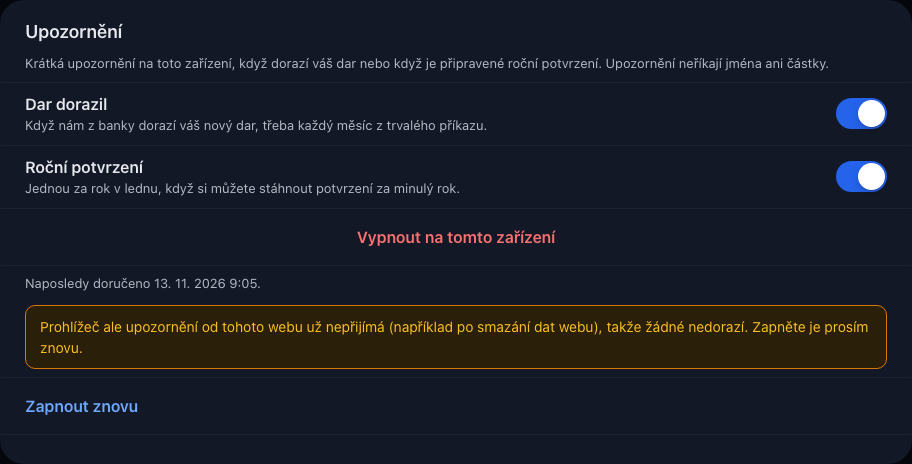 Upozornění
Krátká upozornění na toto zařízení, když dorazí váš dar nebo když je připravené roční potvrzení. Upozornění neříkají jména ani částky.
Dar dorazil
Když nám z banky dorazí váš nový dar, třeba každý měsíc z trvalého příkazu.
Roční potvrzení
Jednou za rok v lednu, když si můžete stáhnout potvrzení za minulý rok.
Vypnout na tomto zařízení
Naposledy doručeno 13. 11. 2026 9:05.
Prohlížeč ale upozornění od tohoto webu už nepřijímá (například po smazání dat webu), takže žádné nedorazí. Zapněte je prosím
znovu.
Zapnout znovu